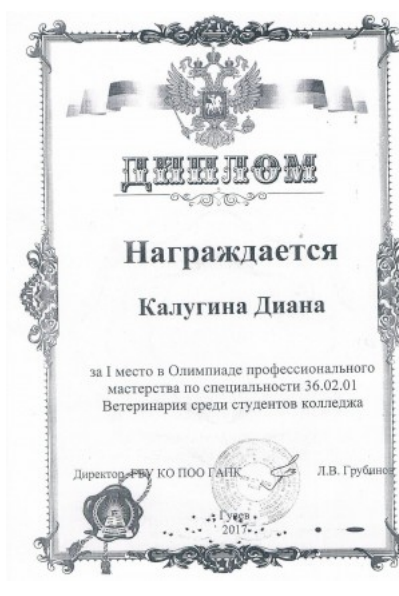 ДИПЛОМ
Награждается
Калугина Диана
за I место в Олимпиаде профессионального
мастерства по специальности 36.02.01
Ветеринария среди студентов колледжа
Директор ГБУ КО ПОО ГАПК Л.В. Грубинов
Гусев
2017